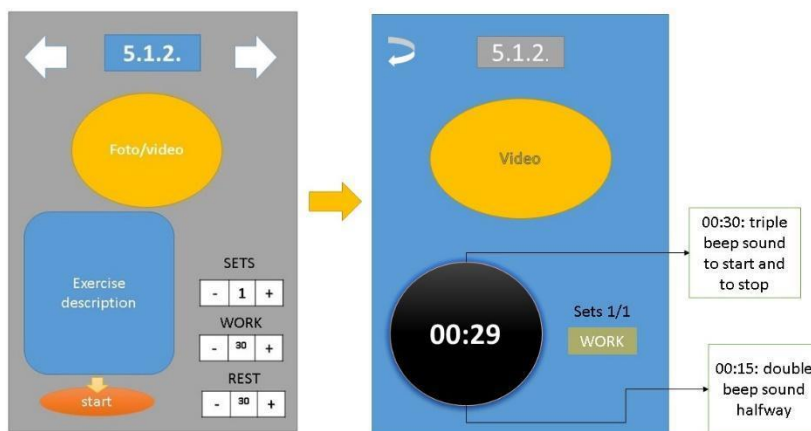 5.1.2.
Foto/video
Exercise
description
start
SETS
- 1 +
WORK
- 30 +
REST
- 30 +
5.1.2.
Video
00:29
Sets 1/1
WORK
00:30: triple
beep sound
to start and
to stop
00:15: double
beep sound
halfway